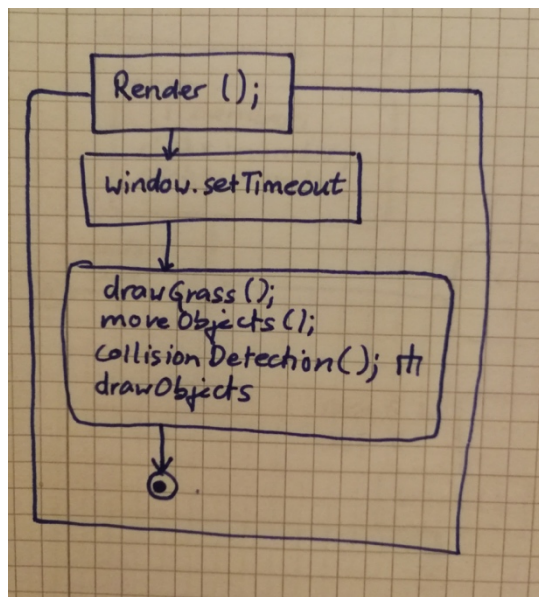 Render ();
window.setTimeout
drawGrass();
moveObjects();
collisionDetection();
drawObjects